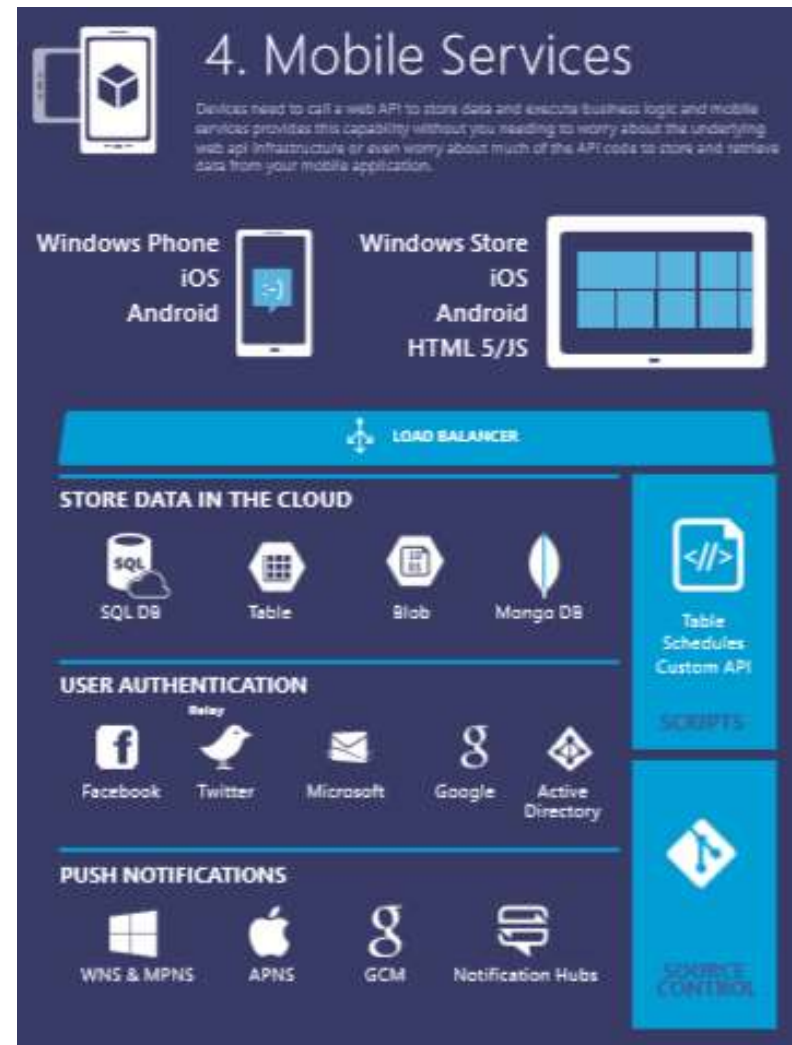 4. Mobile Services
Devices need to call a web API to store data and execute business logic and mobile
services provides this capability without you needing to worry about the underlying
web api infrastructure or even worry about much of the API code to store and retrieve
data from your mobile application.
Windows Phone
iOS
Android
Windows Store
iOS
Android
HTML 5/JS
:-)
LOAD BALANCER
STORE DATA IN THE CLOUD
SQL
SQL DB
Table
Blob
Mongo DB
</>
Table
Schedules
Custom API
SCRIPTS
USER AUTHENTICATION
Relay
Facebook
Twitter
Microsoft
Google
Active
Directory
PUSH NOTIFICATIONS
WNS & MPNS
APNS
GCM
Notification Hubs
SOURCE
CONTROL